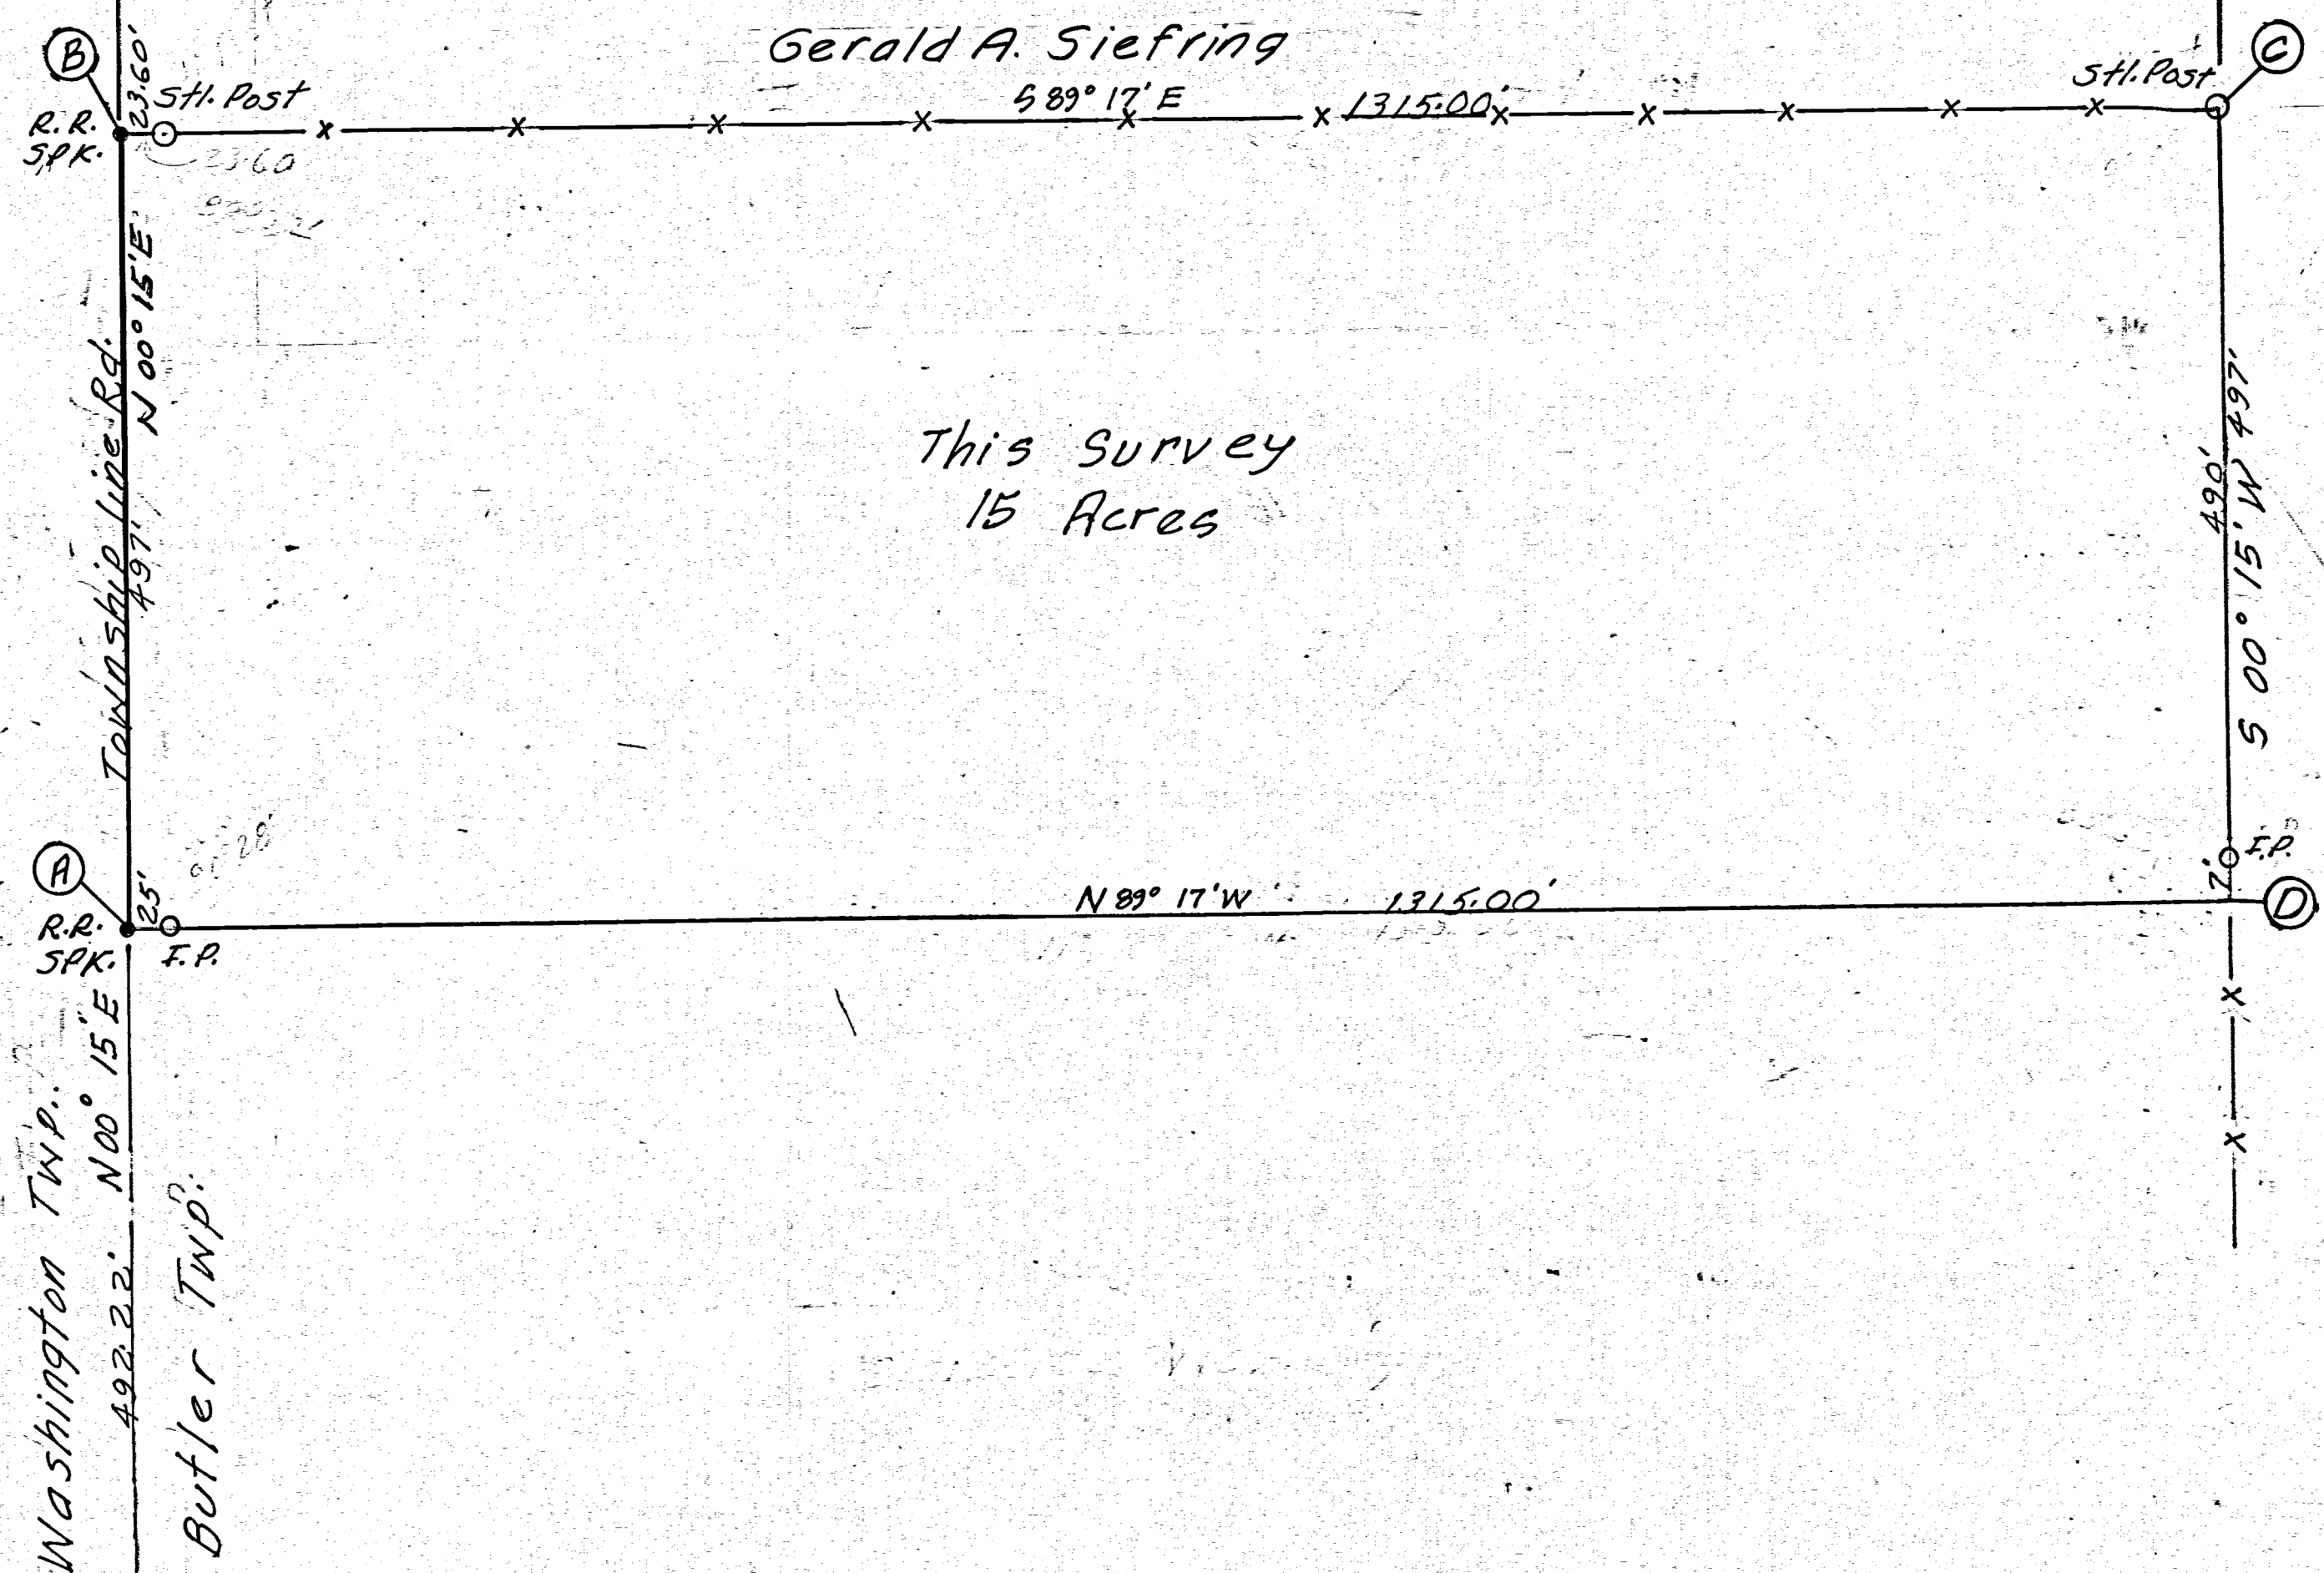 Gerald A. Siefring
B
23.60'
Stl. Post
S 89° 17' E 1315.00'
Stl. Post
C
R.R.
SPK.
23.60
N 00° 15' E
497'
Township Line Rd.
This Survey
15 Acres
490'
S 00° 15' W 497'
A
25'
R.R.
SPK.
I.P.
N 89° 17' W 1315.00'
7'
I.P.
D
N 00° 15" E
492.22'
Washington Twp.
Butler Twp.